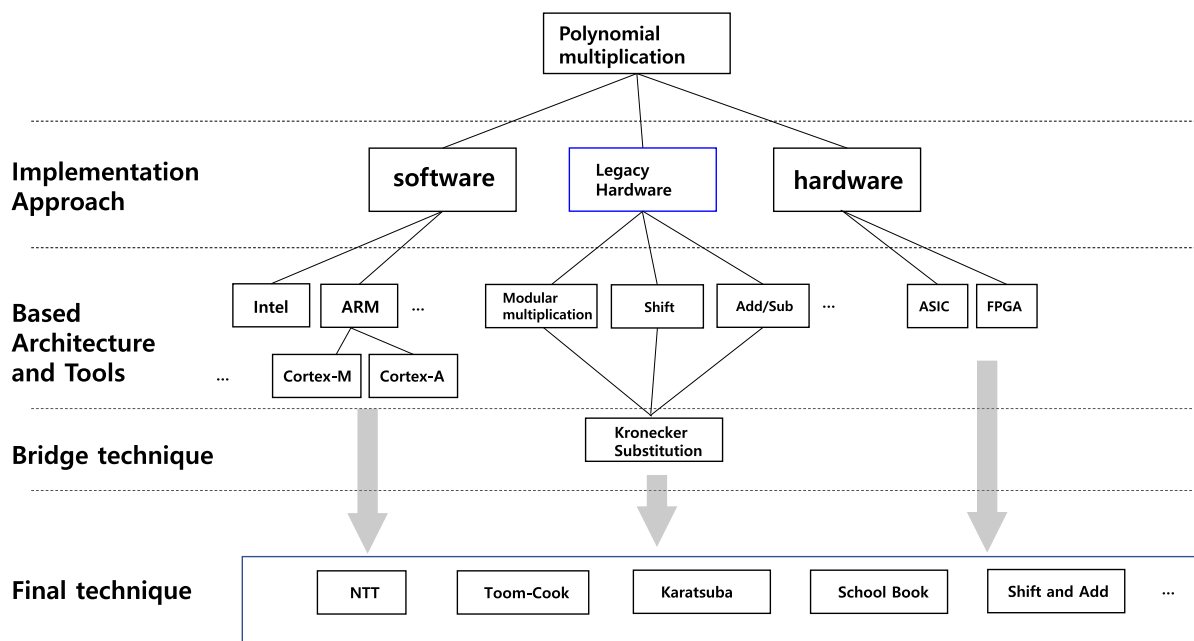 Polynomial
multiplication
Implementation
Approach
software
Legacy
Hardware
hardware
Based
Architecture
and Tools
Intel
ARM
...
Modular
multiplication
Shift
Add/Sub
...
ASIC
FPGA
...
Cortex-M
Cortex-A
Bridge technique
Kronecker
Substitution
Final technique
NTT
Toom-Cook
Karatsuba
School Book
Shift and Add
...